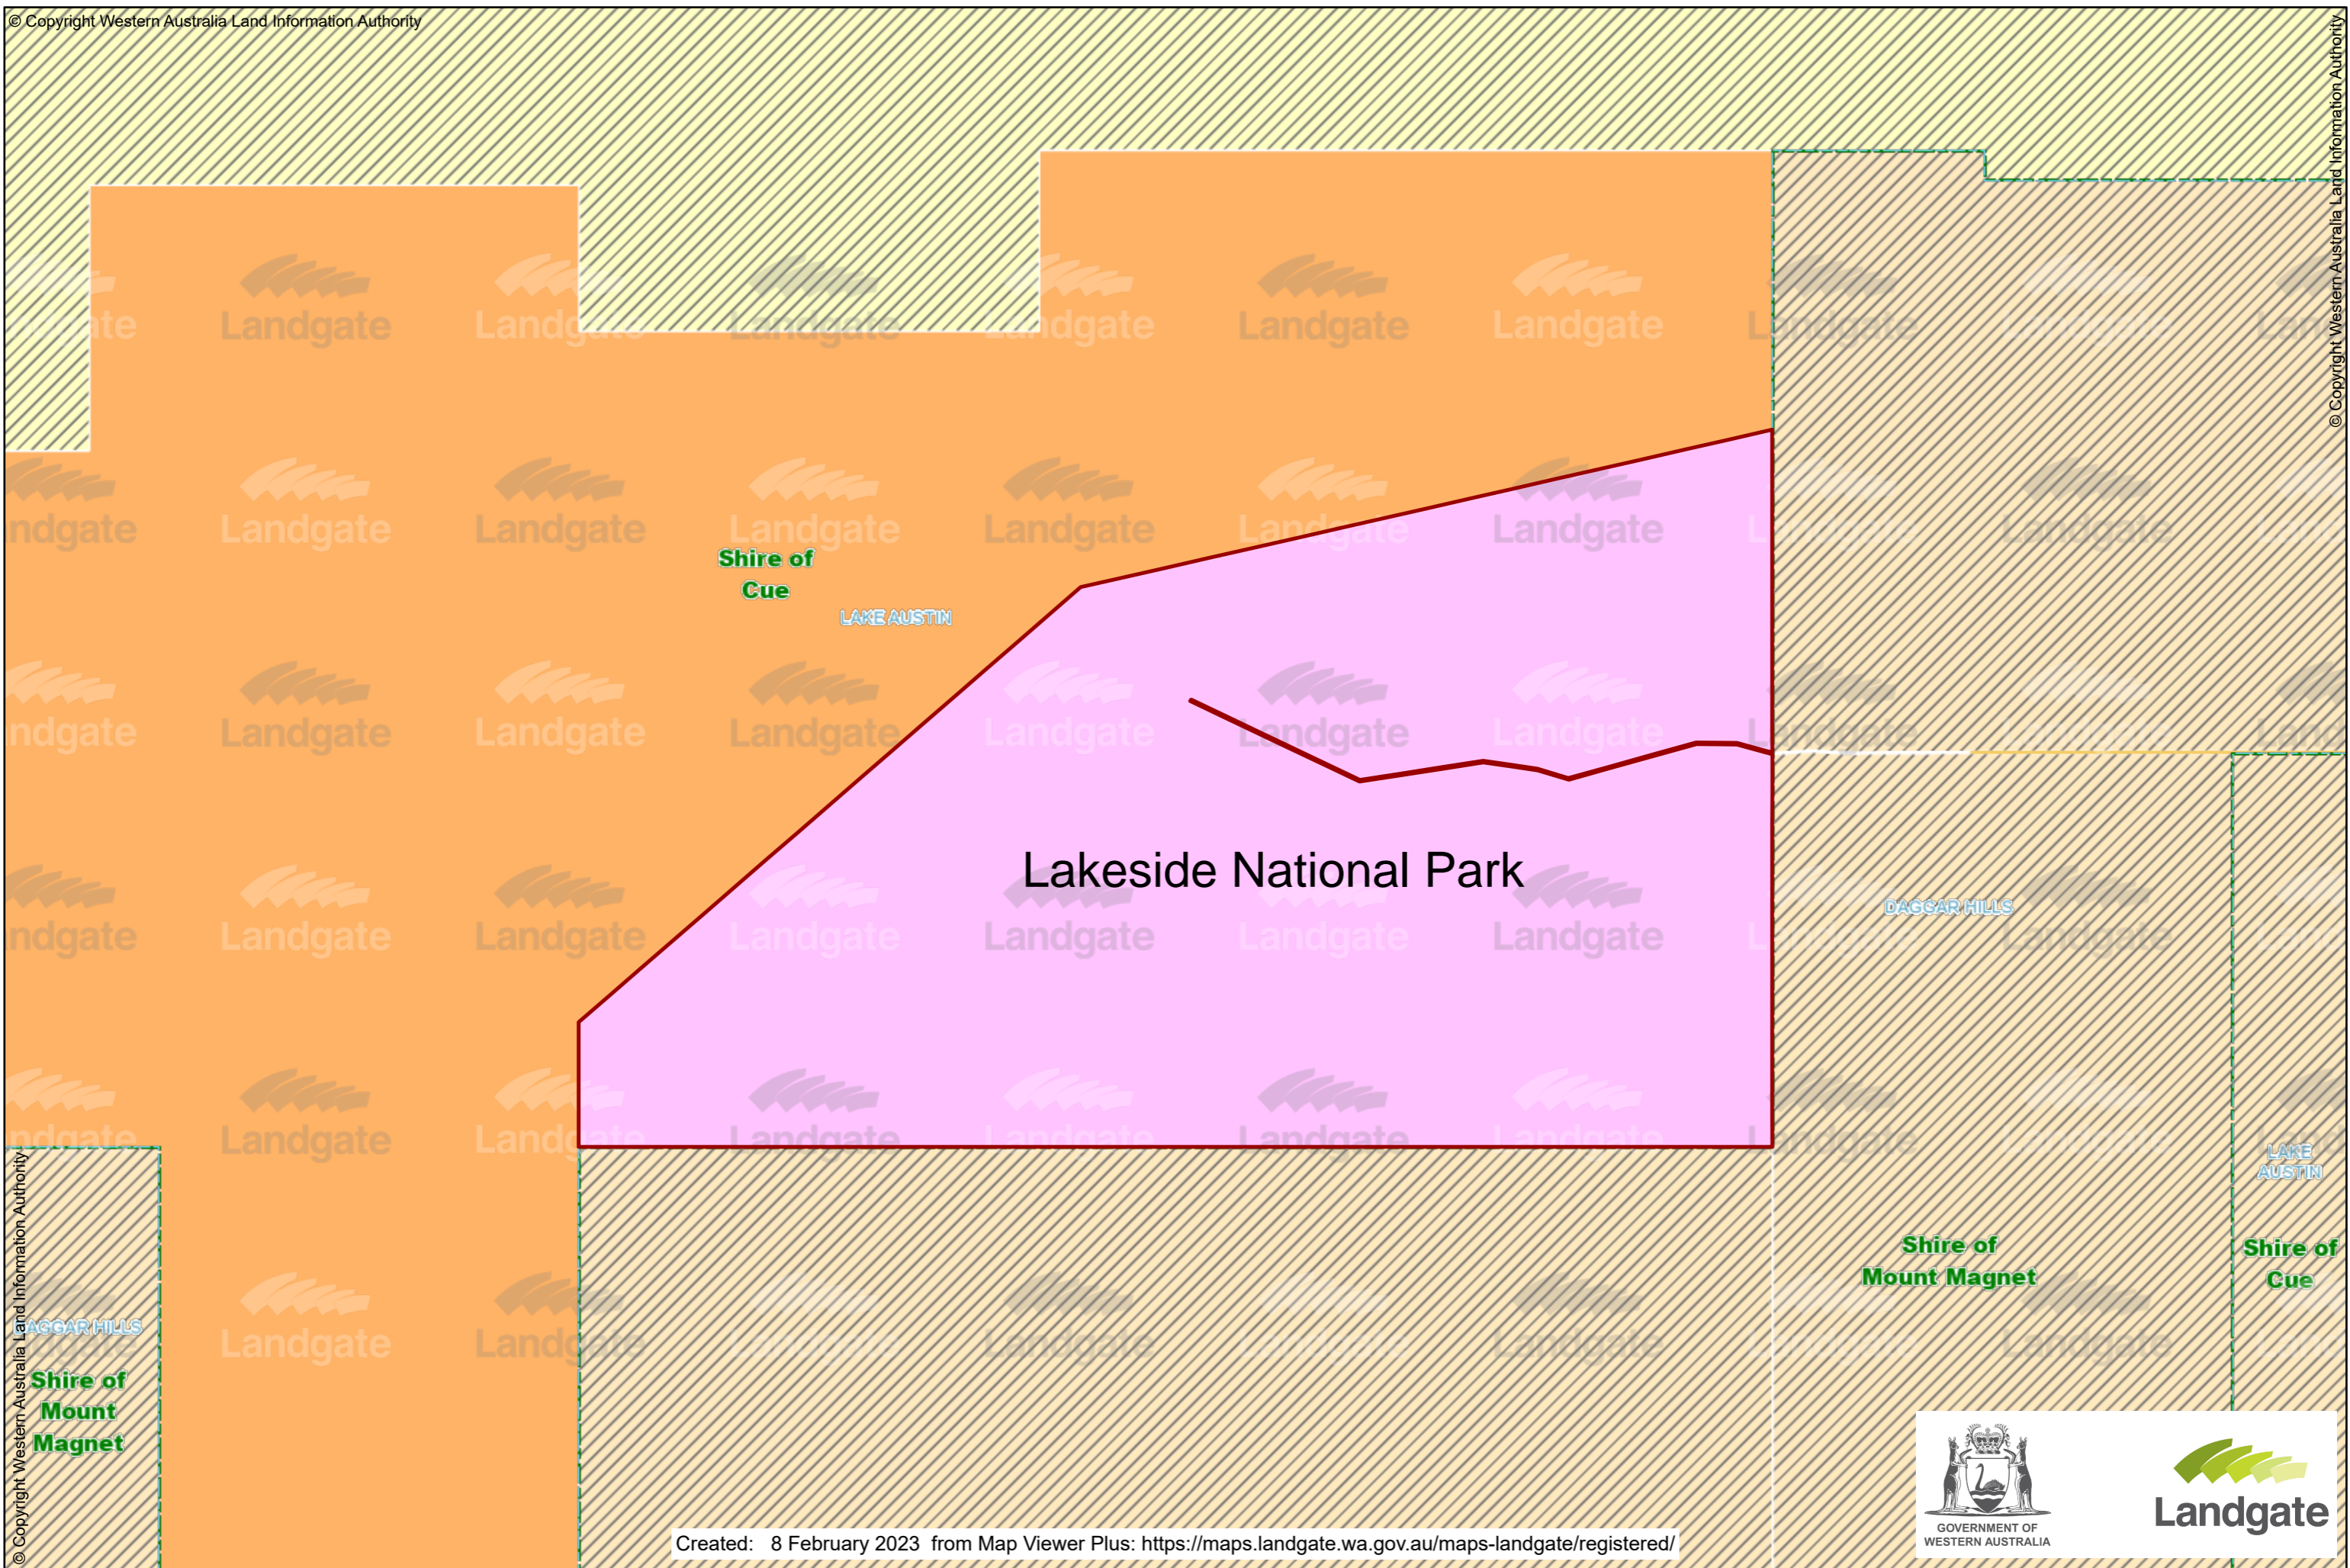 © Copyright Western Australia Land Information Authority
© Copyright Western Australia Land Information Authority
Shire of
Cue
LAKE AUSTIN
Lakeside National Park
DAGGAR HILLS
LAKE
AUSTIN
Shire of
Mount Magnet
Shire of
Cue
© Copyright Western Australia Land Information Authority
DAGGAR HILLS
Shire of
Mount
Magnet
Created: 8 February 2023 from Map Viewer Plus: https://maps.landgate.wa.gov.au/maps-landgate/registered/
GOVERNMENT OF
WESTERN AUSTRALIA
Landgate
Landgate